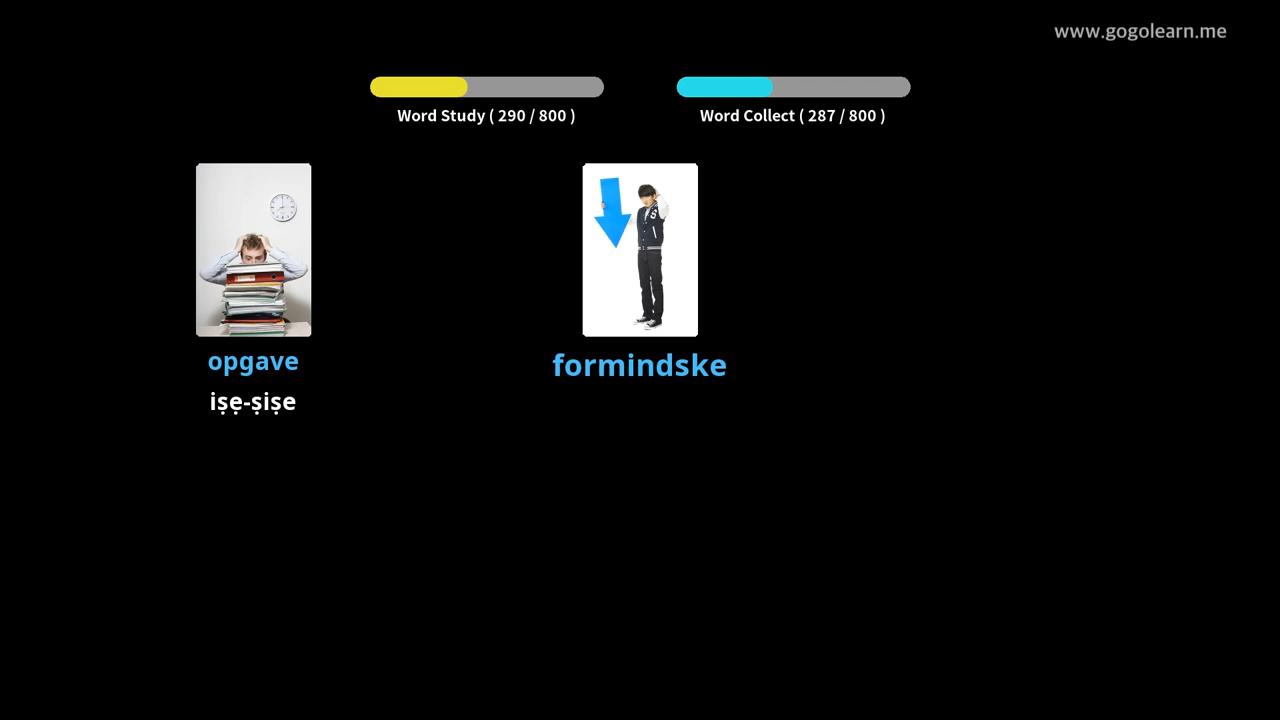 www.gogolearn.me
Word Study ( 290 / 800 )
Word Collect ( 287 / 800 )
opgave
iṣẹ-ṣiṣe
formindske